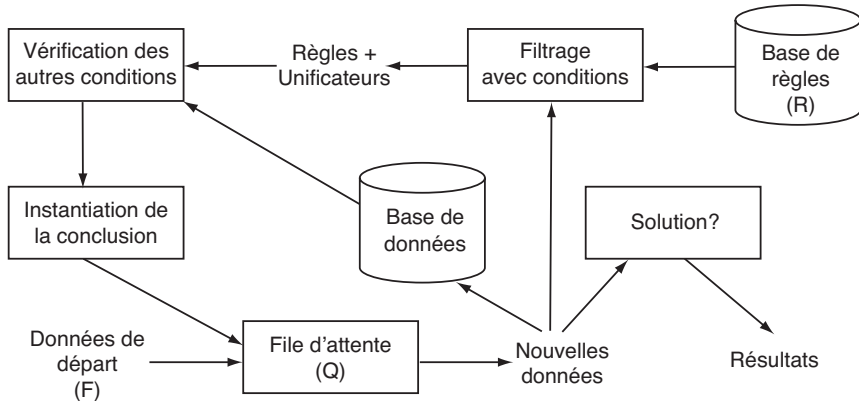 Vérification des
autres conditions
Règles +
Unificateurs
Filtrage
avec conditions
Base de
règles
(R)
Instantiation de
la conclusion
Base de
données
Solution?
Données de
départ
(F)
File d'attente
(Q)
Nouvelles
données
Résultats